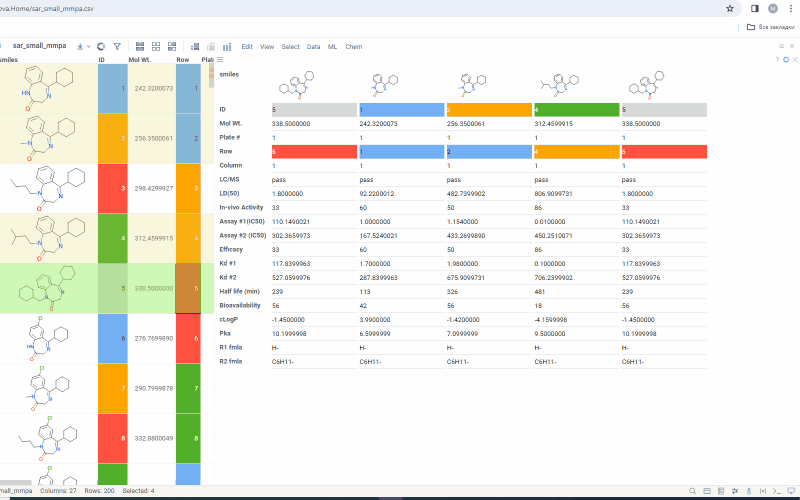 ova.Home/sar_small_mmpa.csv
M
Все закладки
sar_small_mmpa
Edit View Select Data ML Chem
smiles ID Mol Wt. Row Plate
1 242.3200073 1
2 256.3500061 2
3 298.4299927 3
4 312.4599915 4
5 338.5000000 5
6 276.7699890 6
7 290.7999878 7
8 332.8800049 8
smiles
ID 5 1 2 4 5
Mol Wt. 338.5000000 242.3200073 256.3500061 312.4599915 338.5000000
Plate # 1 1 1 1 1
Row 5 1 2 4 5
Column 1 1 1 1 1
LC/MS pass pass pass pass pass
LD(50) 1.8000000 92.2200012 482.7399902 806.9099731 1.8000000
In-vivo Activity 33 60 50 86 33
Assay #1(IC50) 110.1490021 1.0000000 1.1540000 0.0100000 110.1490021
Assay #2 (IC50) 302.3659973 167.5240021 433.2699890 450.2510071 302.3659973
Efficacy 33 60 50 86 33
Kd #1 117.8399963 1.7000000 1.9800000 0.1000000 117.8399963
Kd #2 527.0599976 287.8399963 675.9099731 706.2399902 527.0599976
Half life (min) 239 113 326 481 239
Bioavailability 56 42 56 18 56
cLogP -1.4500000 3.9900000 -1.4200000 -4.1599998 -1.4500000
Pka 10.1999998 6.5999999 7.0999999 9.5000000 10.1999998
R1 fmla H- H- H- H- H-
R2 fmla C6H11- C6H11- C6H11- C6H11- C6H11-
mall_mmpa Columns: 27 Rows: 200 Selected: 4